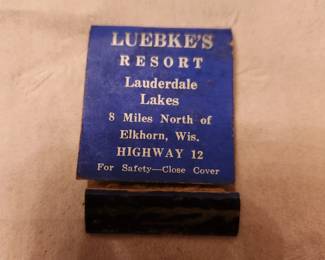 LUEBKE'S
RESORT
Lauderdale
Lakes
8 Miles North of
Elkhorn, Wis.
HIGHWAY 12
For Safety—Close Cover